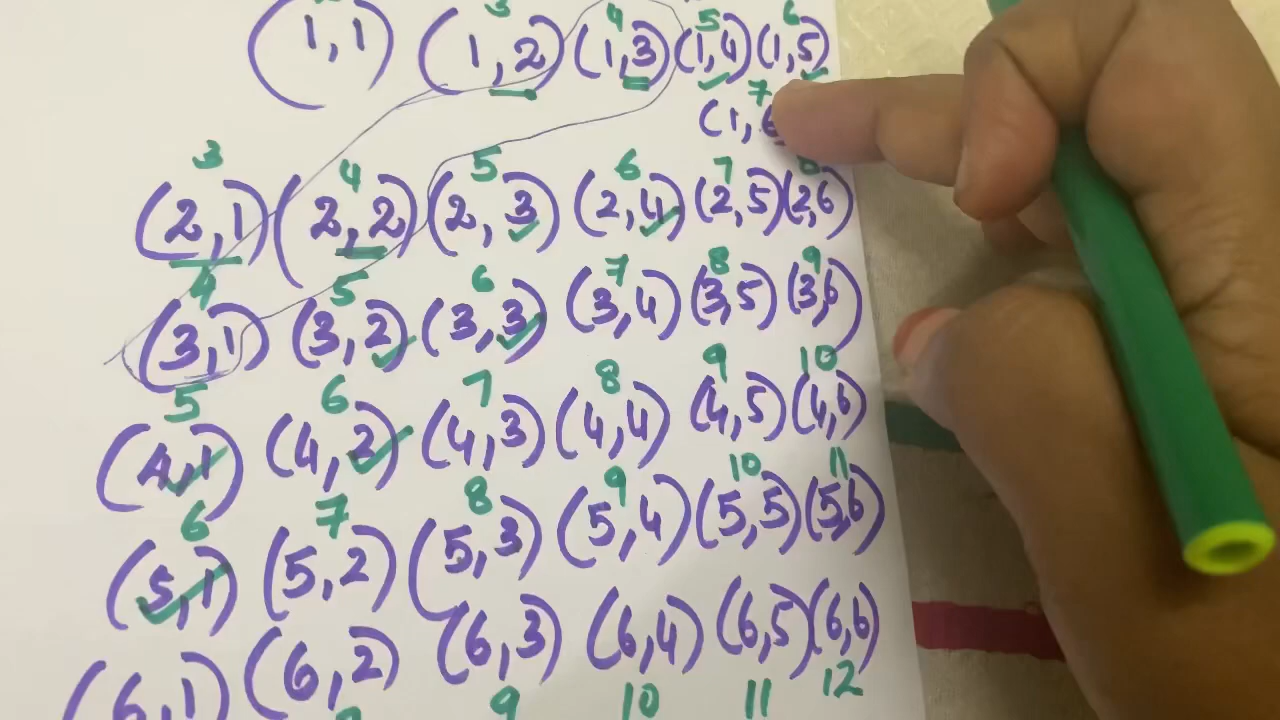 3 4 5 6
(1,1) (1,2) (1,3) (1,4) (1,5)
7
(1,6
3 4 5 6 7 8
(2,1) (2,2) (2,3) (2,4) (2,5) (2,6)
4 5 6 7 8 9
(3,1) (3,2) (3,3) (3,4) (3,5) (3,6)
5 6 7 8 9 10
(4,1) (4,2) (4,3) (4,4) (4,5) (4,6)
6 7 8 9 10 11
(5,1) (5,2) (5,3) (5,4) (5,5) (5,6)
(6,1) (6,2) (6,3) (6,4) (6,5) (6,6)
9 10 11 12